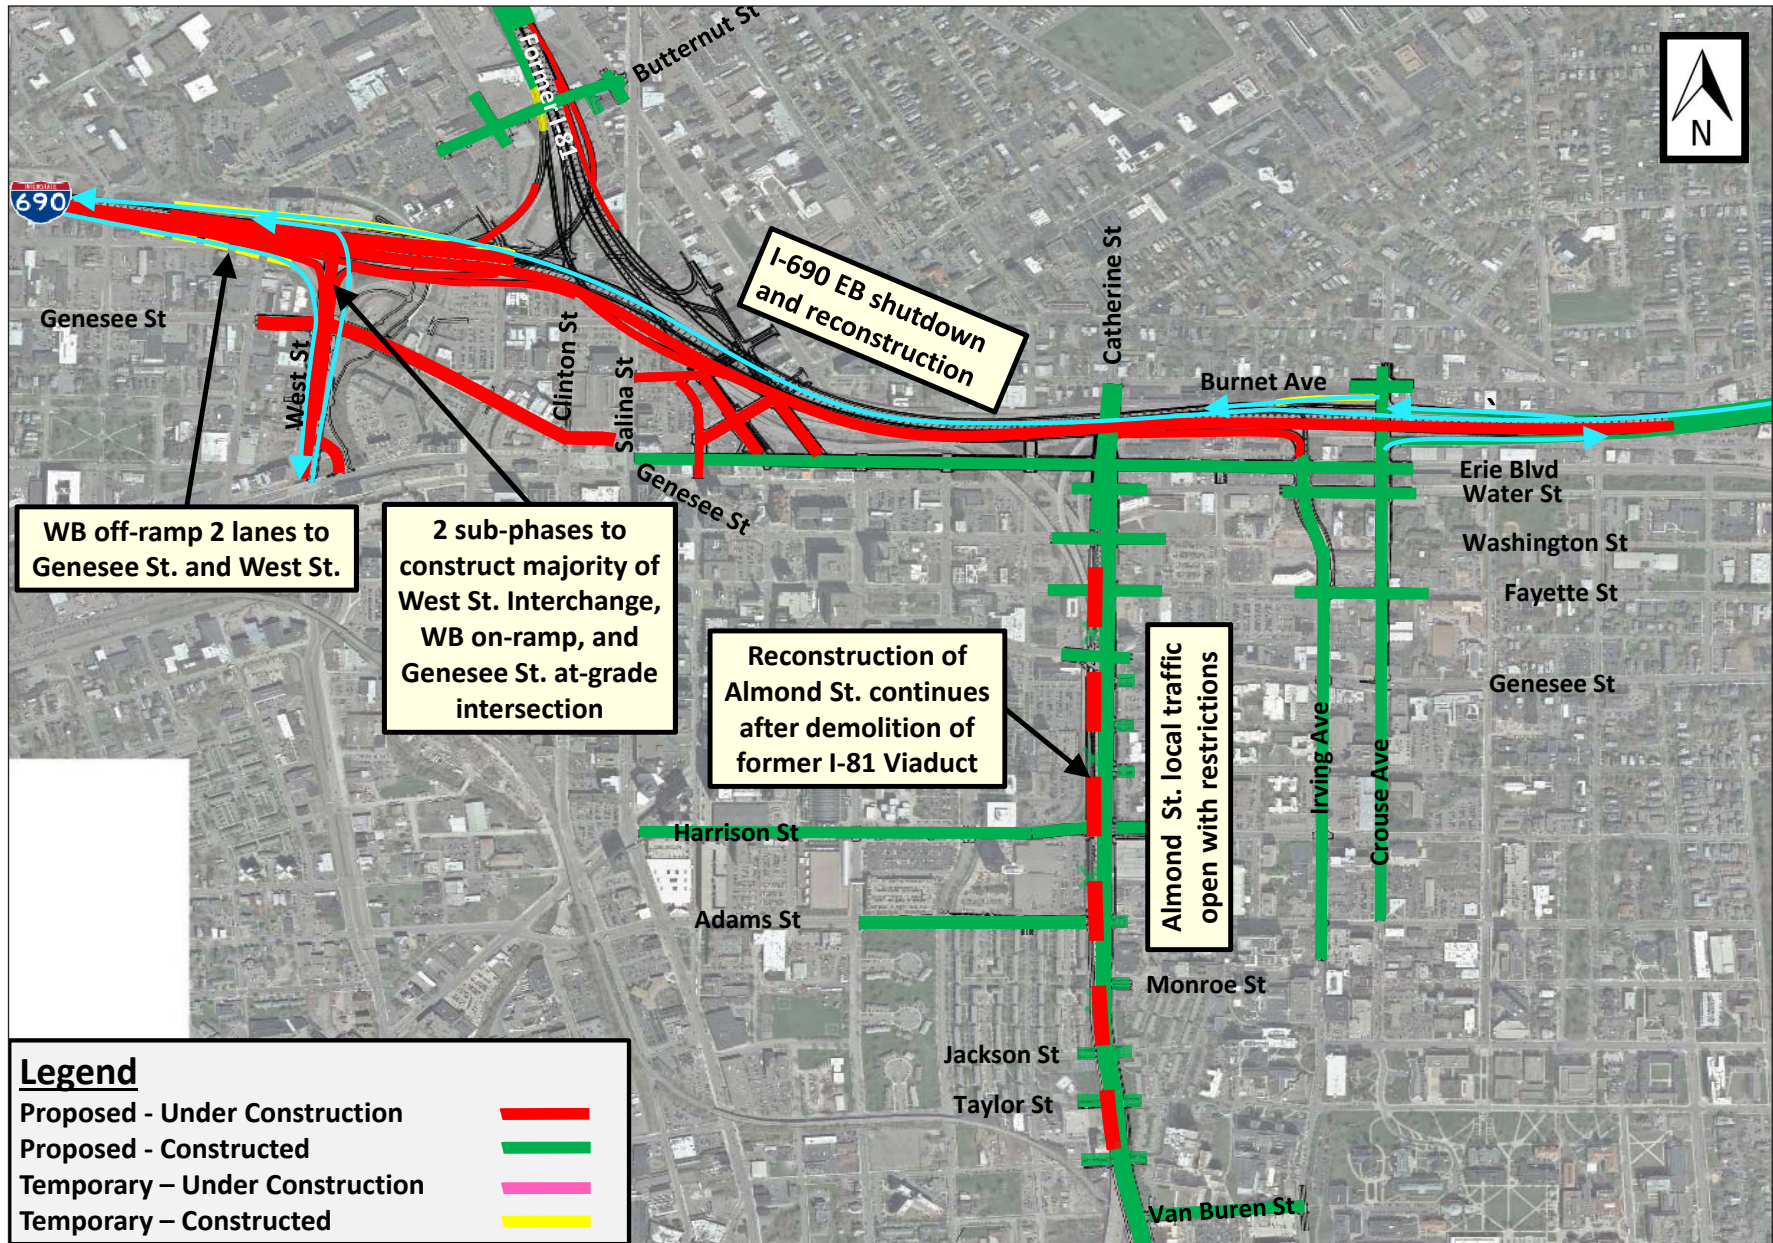 Butternut St
Former I-81
N
INTERSTATE
690
I-690 EB shutdown
and reconstruction
Catherine St
Genesee St
West St
Clinton St
Salina St
Burnet Ave
Genesee St
Erie Blvd
Water St
Washington St
Fayette St
Genesee St
WB off-ramp 2 lanes to
Genesee St. and West St.
2 sub-phases to
construct majority of
West St. Interchange,
WB on-ramp, and
Genesee St. at-grade
intersection
Reconstruction of
Almond St. continues
after demolition of
former I-81 Viaduct
Almond St. local traffic
open with restrictions
Irving Ave
Crouse Ave
Harrison St
Adams St
Monroe St
Jackson St
Taylor St
Van Buren St
Legend
Proposed - Under Construction
Proposed - Constructed
Temporary – Under Construction
Temporary – Constructed